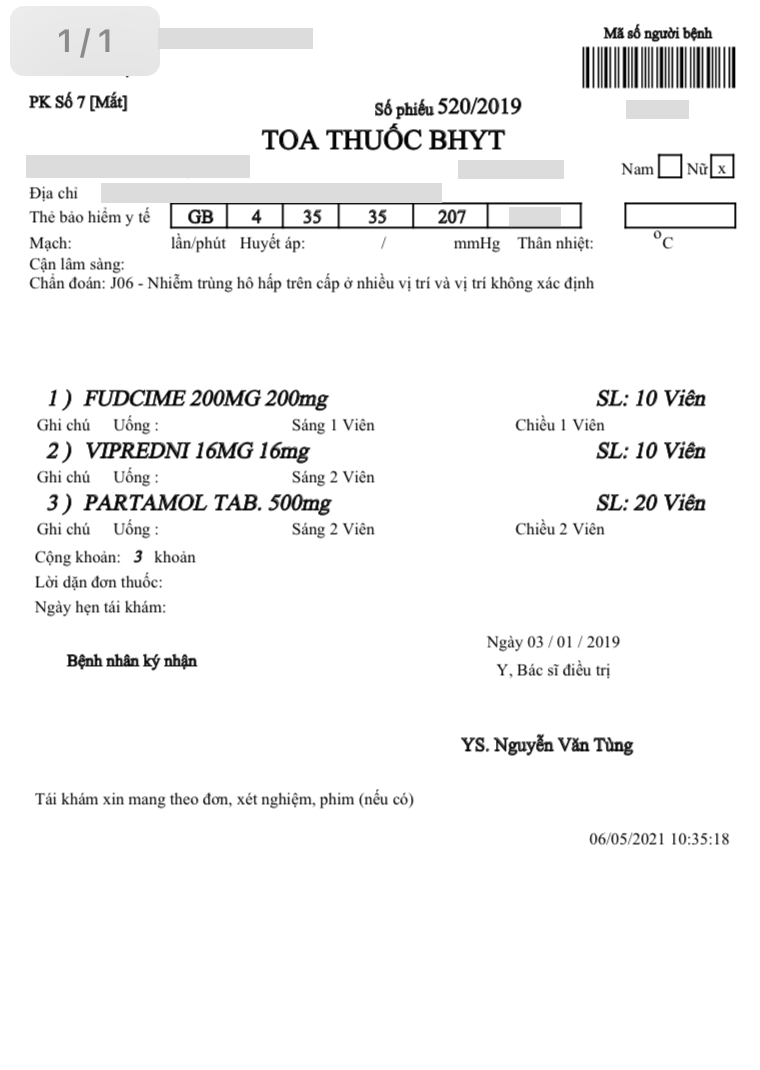 1/1
Mã số người bệnh
PK Số 7 [Mắt]
Số phiếu 520/2019
TOA THUỐC BHYT
Nam Nữ x
Địa chỉ
Thẻ bảo hiểm y tế GB 4 35 35 207
Mạch: lần/phút Huyết áp: / mmHg Thân nhiệt: °C
Cận lâm sàng:
Chẩn đoán: J06 - Nhiễm trùng hô hấp trên cấp ở nhiều vị trí và vị trí không xác định
1 ) FUDCIME 200MG 200mg SL: 10 Viên
Ghi chú Uống : Sáng 1 Viên Chiều 1 Viên
2 ) VIPREDNI 16MG 16mg SL: 10 Viên
Ghi chú Uống : Sáng 2 Viên
3 ) PARTAMOL TAB. 500mg SL: 20 Viên
Ghi chú Uống : Sáng 2 Viên Chiều 2 Viên
Cộng khoản: 3 khoản
Lời dặn đơn thuốc:
Ngày hẹn tái khám:
Ngày 03 / 01 / 2019
Bệnh nhân ký nhận
Y, Bác sĩ điều trị
YS. Nguyễn Văn Tùng
Tái khám xin mang theo đơn, xét nghiệm, phim (nếu có)
06/05/2021 10:35:18